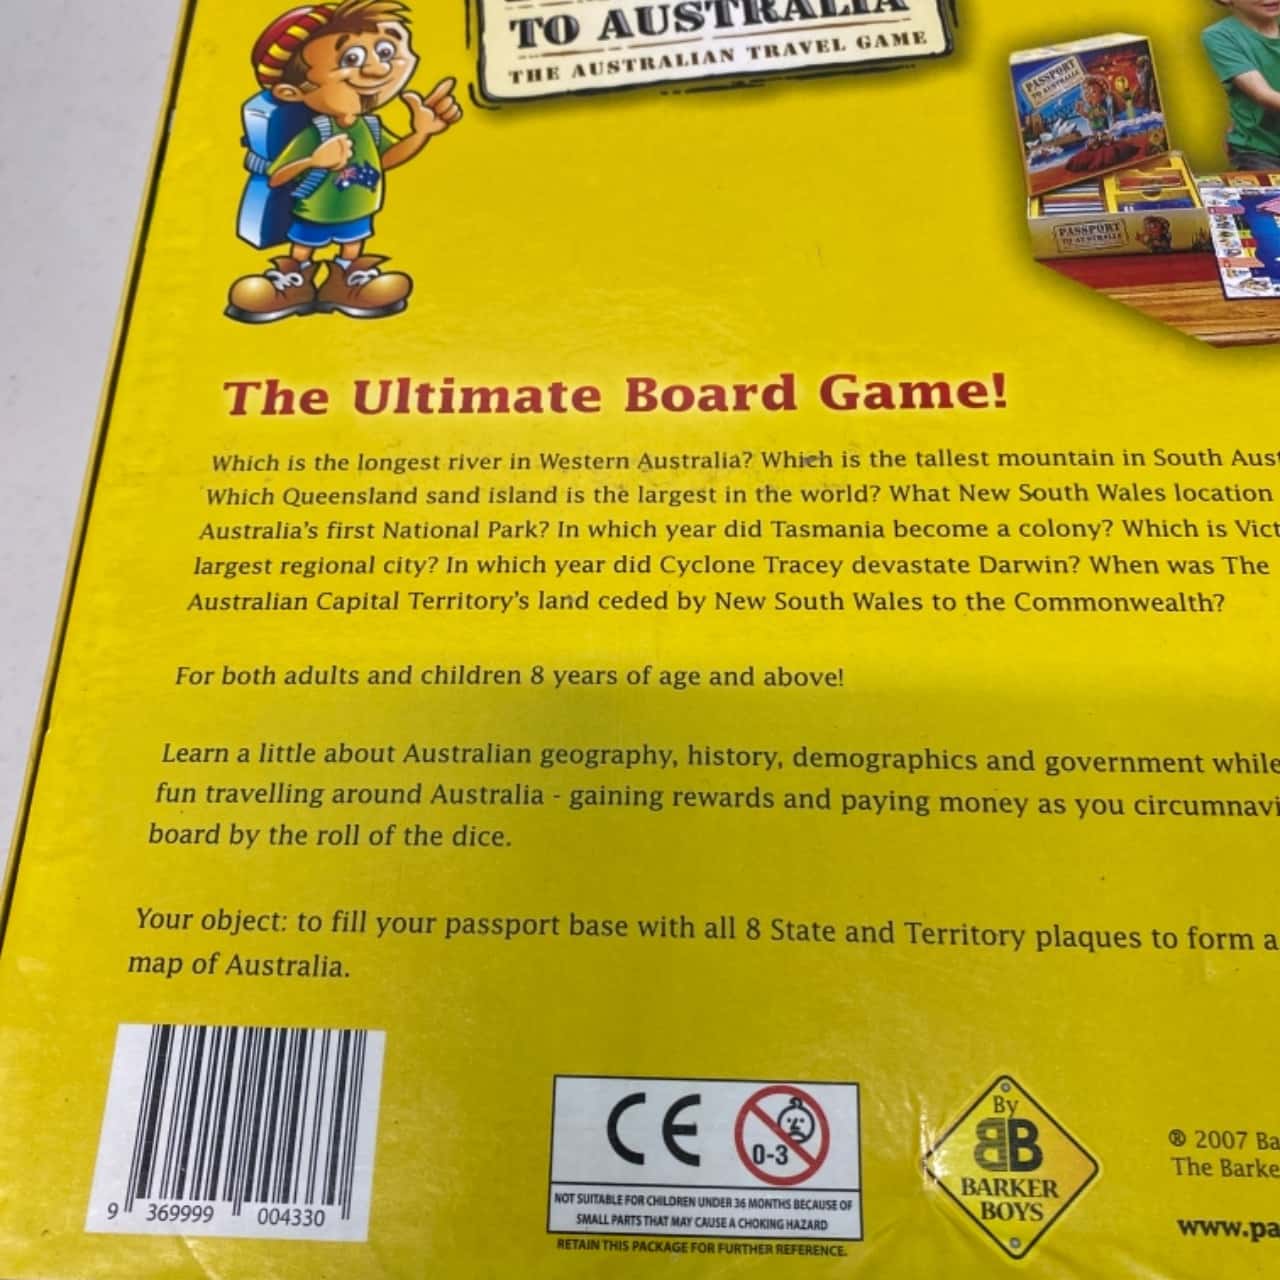 TO AUSTRALIA
THE AUSTRALIAN TRAVEL GAME
PASSPORT
TO AUSTRALIA
PASSPORT
TO AUSTRALIA
The Ultimate Board Game!
Which is the longest river in Western Australia? Which is the tallest mountain in South Aust
Which Queensland sand island is the largest in the world? What New South Wales location
Australia's first National Park? In which year did Tasmania become a colony? Which is Vict
largest regional city? In which year did Cyclone Tracey devastate Darwin? When was The
Australian Capital Territory's land ceded by New South Wales to the Commonwealth?
For both adults and children 8 years of age and above!
Learn a little about Australian geography, history, demographics and government while
fun travelling around Australia - gaining rewards and paying money as you circumnavi
board by the roll of the dice.
Your object: to fill your passport base with all 8 State and Territory plaques to form a
map of Australia.
9 369999 004330
CE
0-3
NOT SUITABLE FOR CHILDREN UNDER 36 MONTHS BECAUSE OF
SMALL PARTS THAT MAY CAUSE A CHOKING HAZARD
RETAIN THIS PACKAGE FOR FURTHER REFERENCE.
By
BB
BARKER
BOYS
® 2007 Ba
The Barke
www.pa